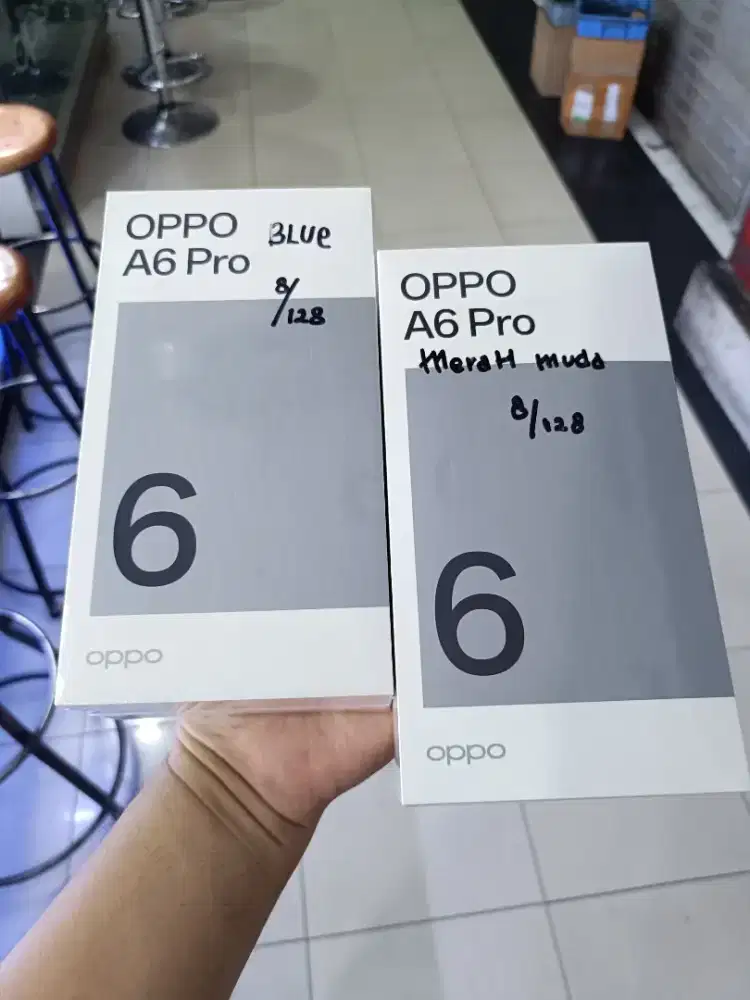 OPPO
A6 Pro
BLUe
8/128
6
oppo
OPPO
A6 Pro
MeraH muda
8/128
6
oppo